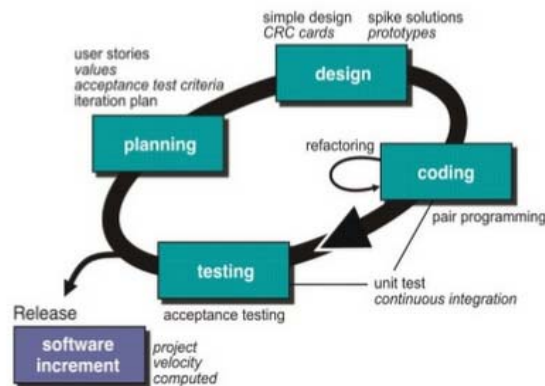 simple design
CRC cards
spike solutions
prototypes
user stories
values
acceptance test criteria
iteration plan
design
planning
refactoring
coding
pair programming
testing
unit test
continuous integration
acceptance testing
Release
software
increment
project
velocity
computed